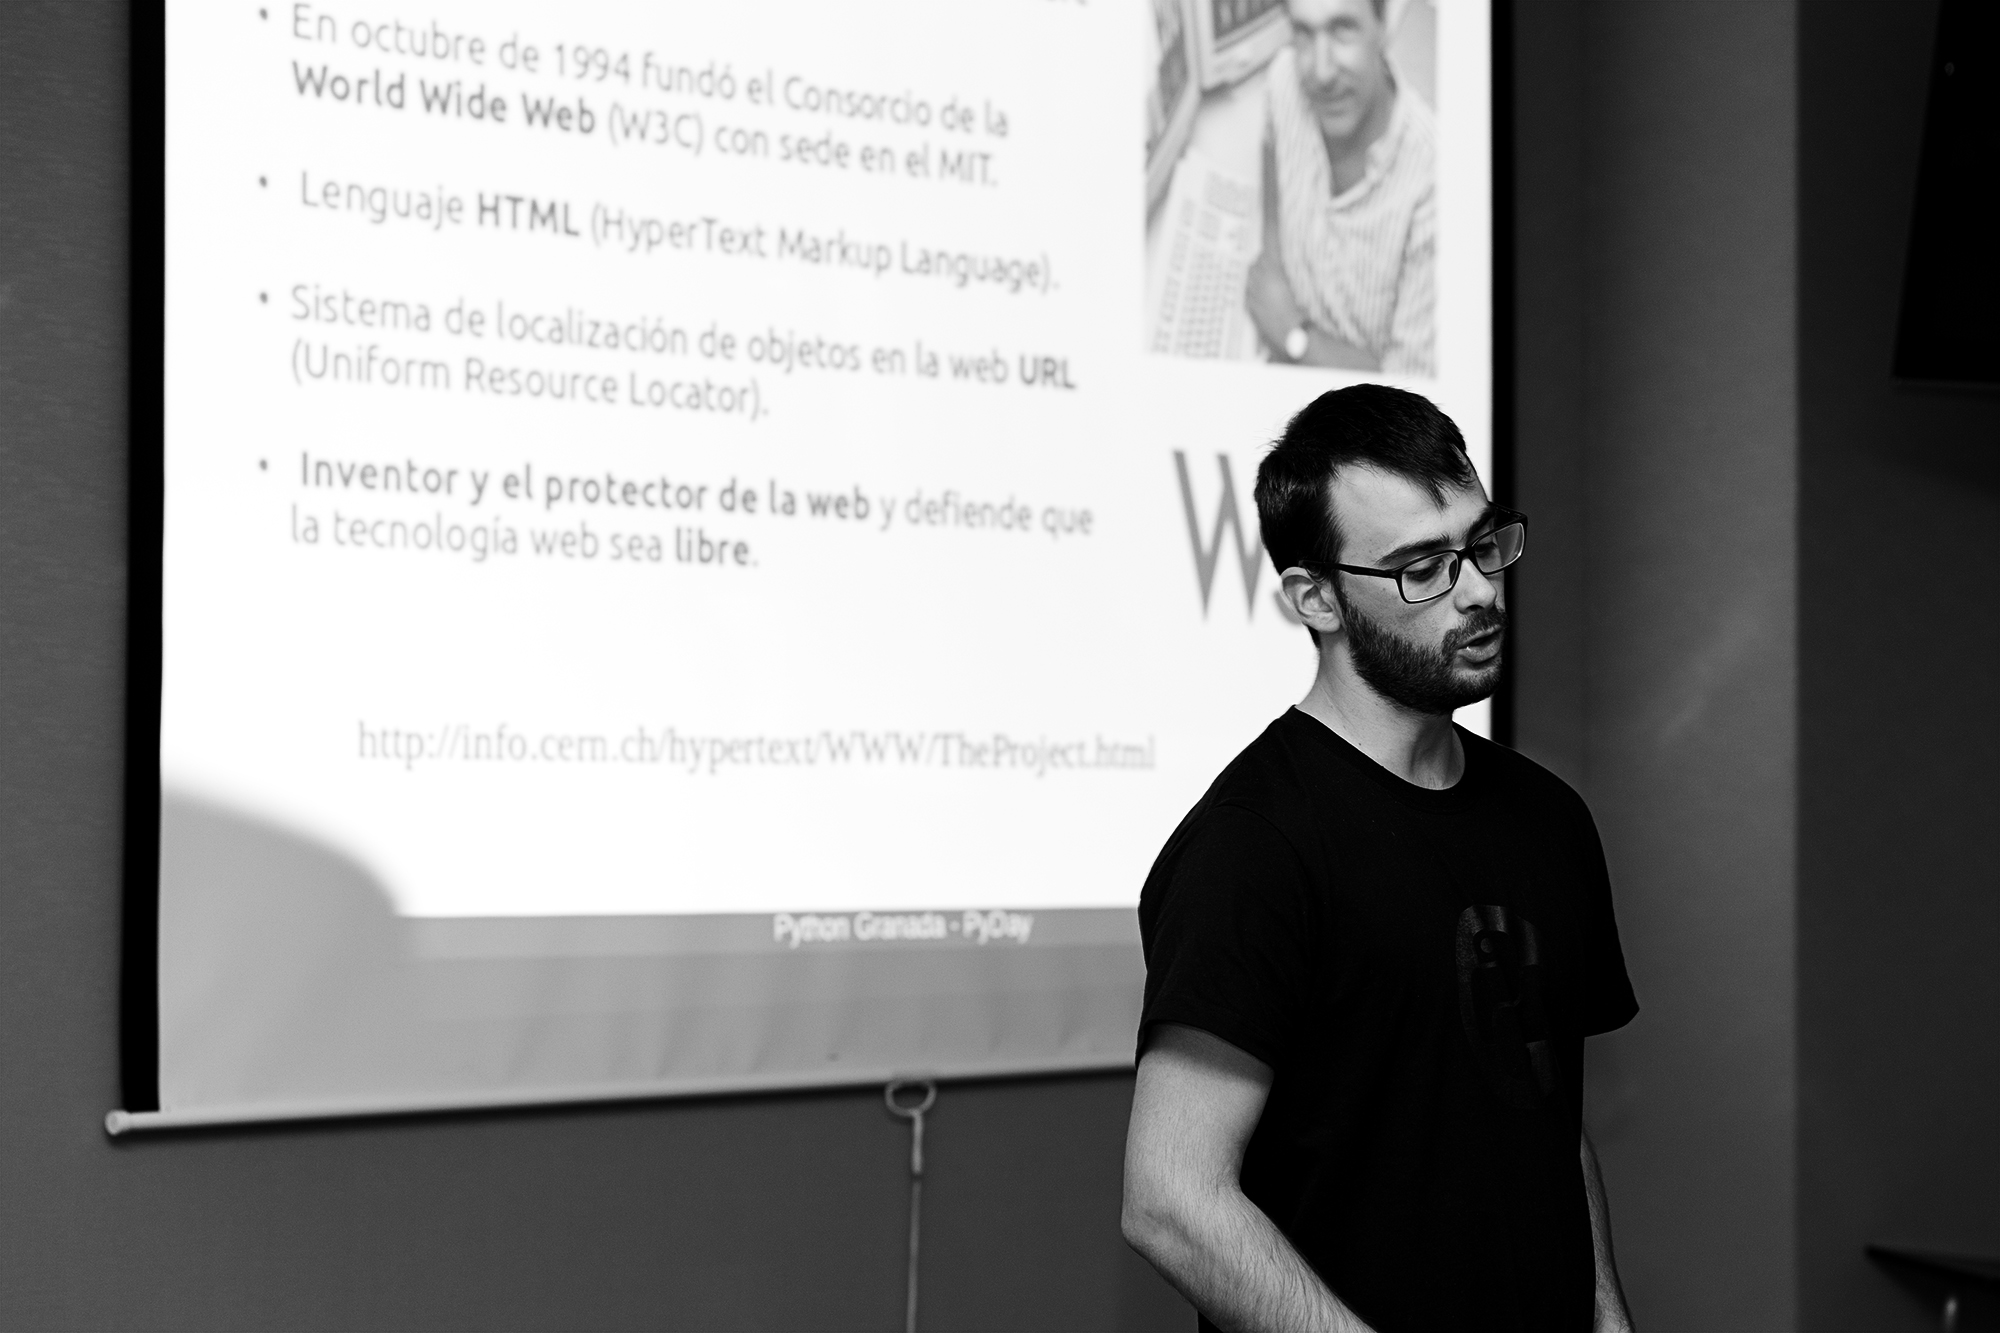 • En octubre de 1994 fundó el Consorcio de la
World Wide Web (W3C) con sede en el MIT.
• Lenguaje HTML (HyperText Markup Language).
• Sistema de localización de objetos en la web URL
(Uniform Resource Locator).
• Inventor y el protector de la web y defiende que
la tecnología web sea libre.
W
http://info.cern.ch/hypertext/WWW/TheProject.html
Python Granada - PyDay